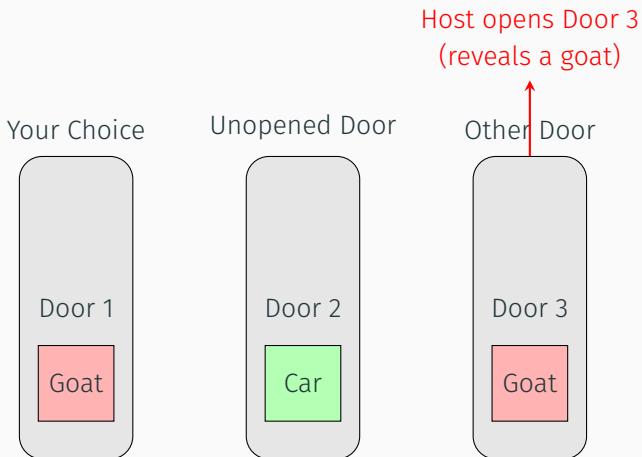 Host opens Door 3
(reveals a goat)
Your Choice
Unopened Door
Other Door
Door 1
Door 2
Door 3
Goat
Car
Goat